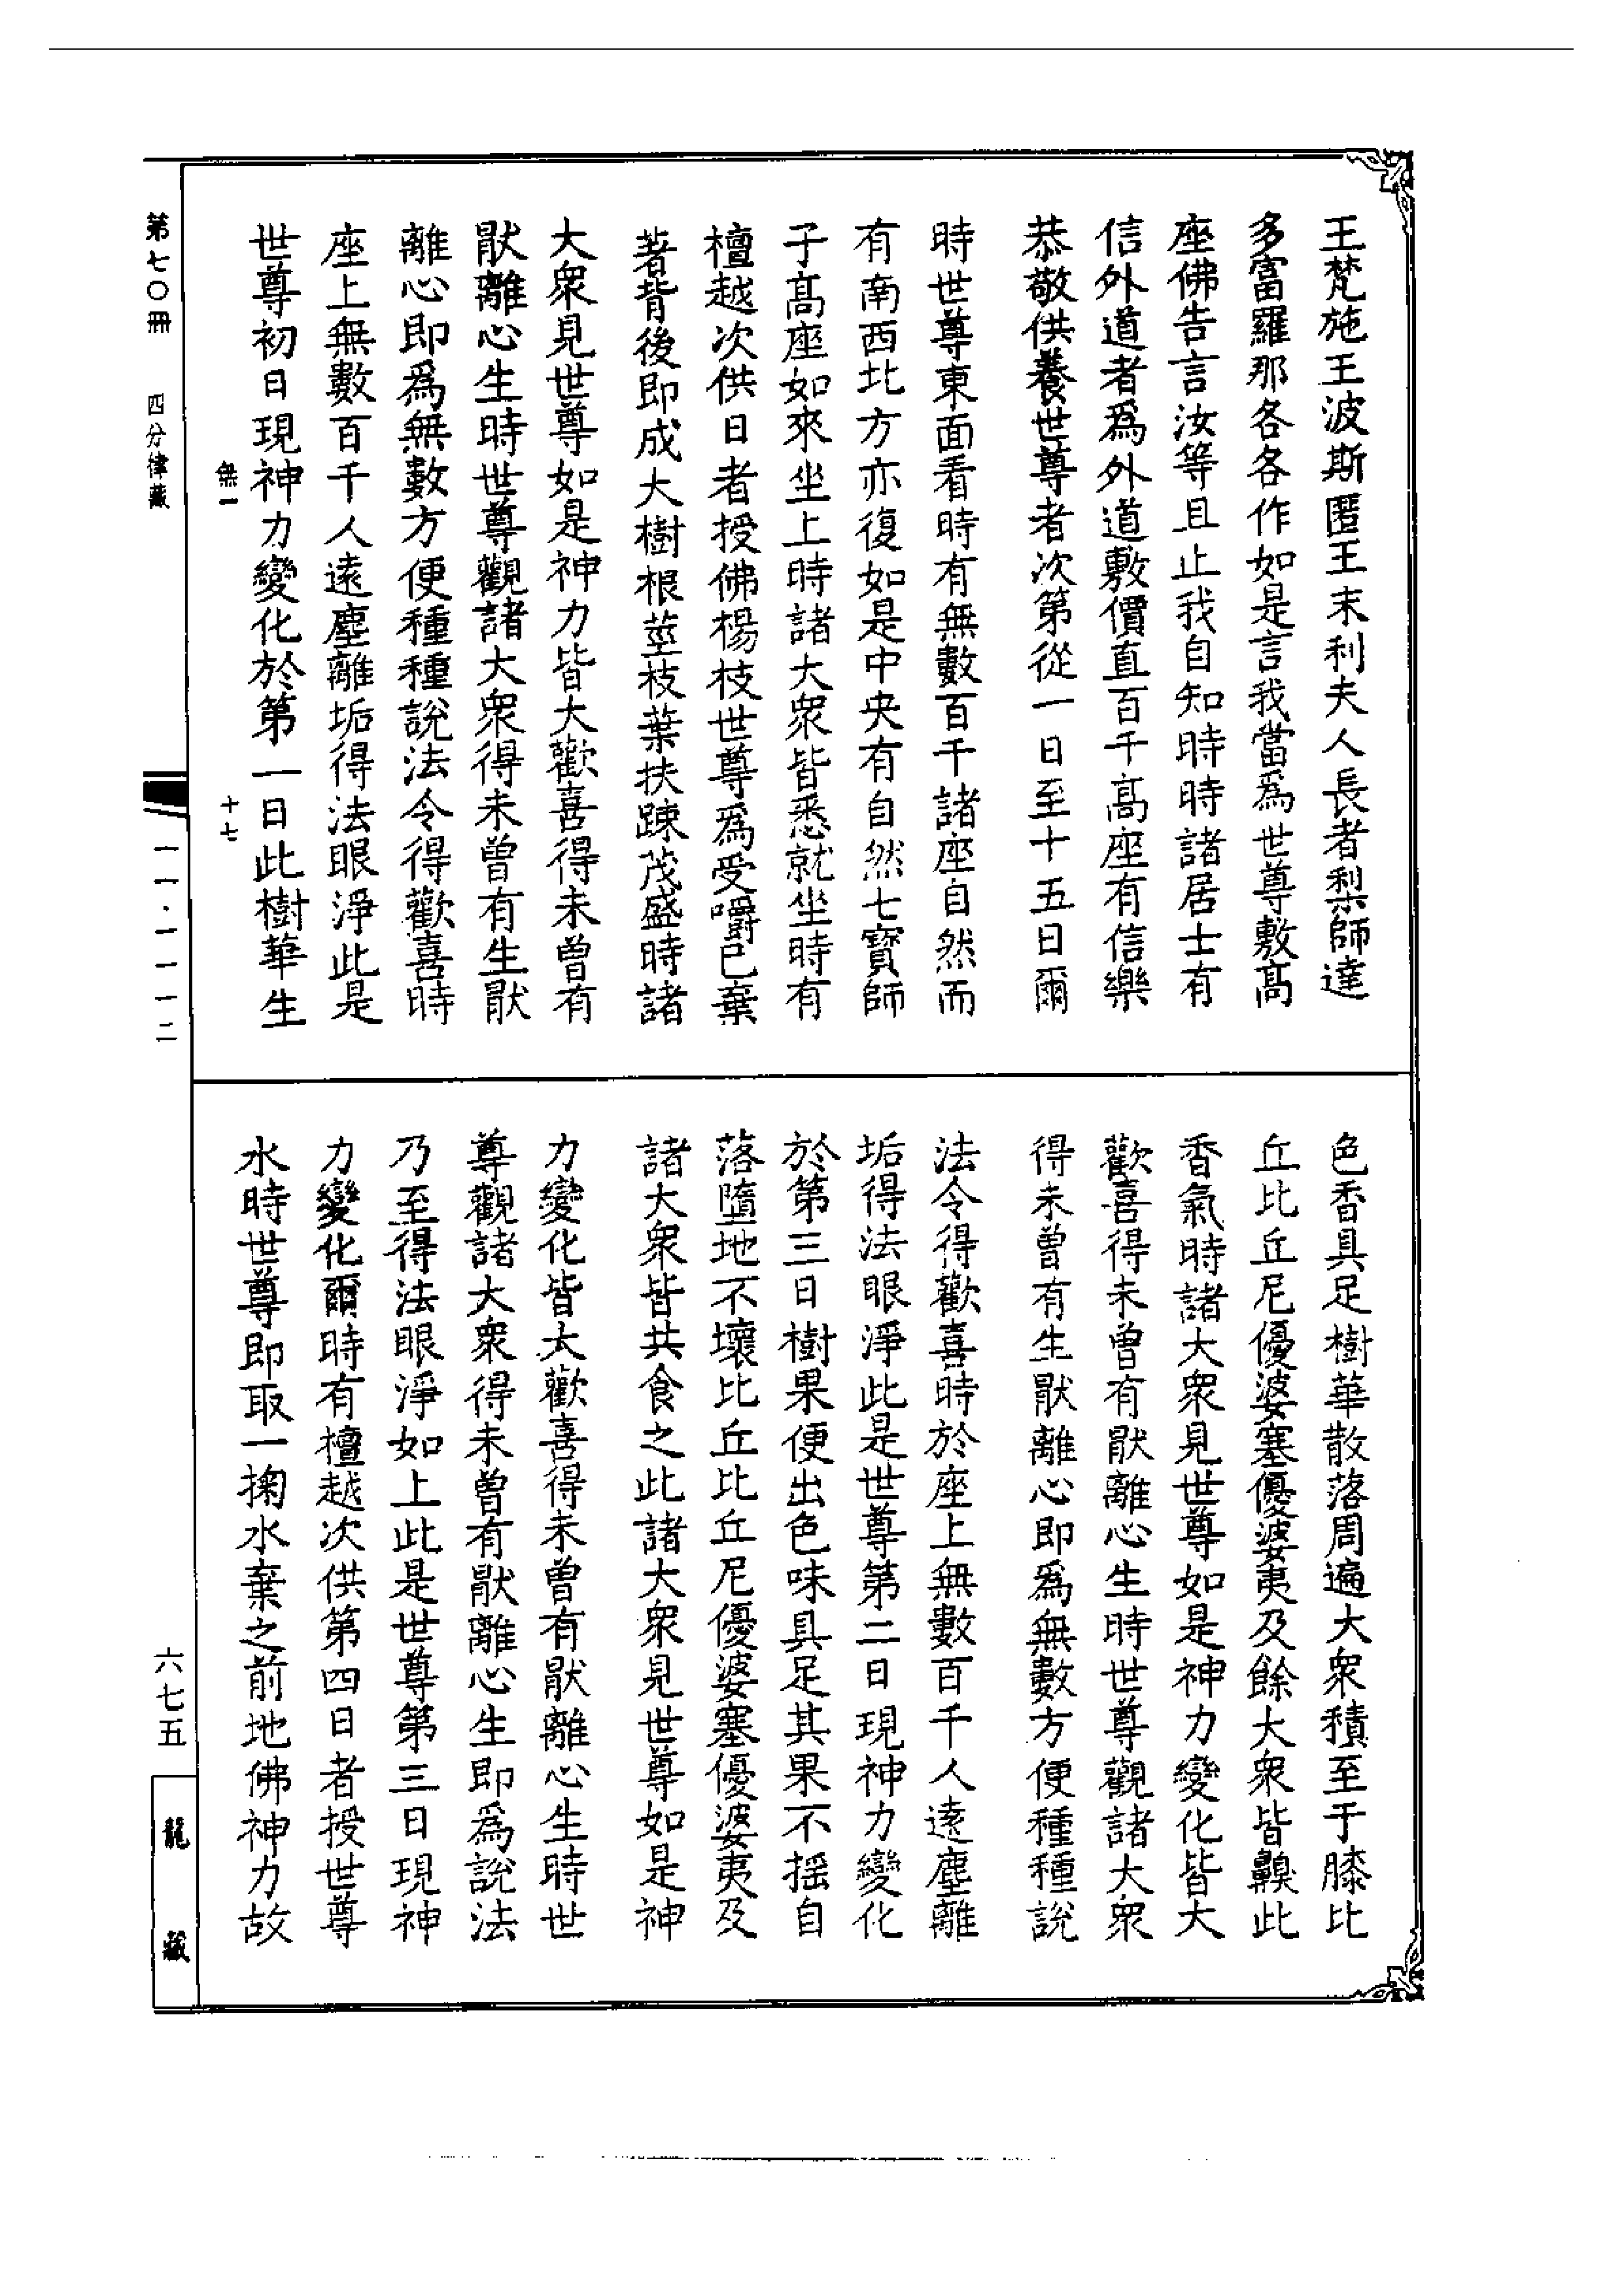 王梵施王波斯匿王末利夫人長者梨師達
多富羅那各各作如是言我當爲世尊敷髙
座佛告言汝等且止我自知時時諸居士有
信外道者爲外道敷價直百千髙座有信樂
恭敬供養世尊者次第從一日至十五日爾
時世尊東面看時有無數百千諸座自然而
有南西北方亦復如是中央有自然七寳師
子髙座如來坐上時諸大衆皆悉就坐時有
檀越次供日者授佛楊枝世尊爲受嚼已棄
著背後即成大樹根莖枝葉扶踈茂盛時諸
大衆見世尊如是神力皆大歡喜得未曾有
猒離心生時世尊觀諸大衆得未曾有生猒
離心即爲無數方便種種說法令得歡喜時
座上無數百千人遠塵離垢得法眼淨此是
世尊初日現神力變化於第一日此樹華生
無一 十七
色香具足樹華散落周遍大衆積至于膝比
丘比丘尼優婆塞優婆夷及餘大衆皆齅此
香氣時諸大衆見世尊如是神力變化皆大
歡喜得未曾有猒離心生時世尊觀諸大衆
得未曾有生猒離心即爲無數方便種種說
法令得歡喜時於座上無數百千人遠塵離
垢得法眼淨此是世尊第二日現神力變化
於第三日樹果便出色味具足其果不揺自
落墮地不壞比丘比丘尼優婆塞優婆夷及
諸大衆皆共食之此諸大衆見世尊如是神
力變化皆大歡喜得未曾有猒離心生時世
尊觀諸大衆得未曾有猒離心生即爲說法
乃至得法眼淨如上此是世尊第三日現神
力變化爾時有檀越次供第四日者授世尊
水時世尊即取一掬水棄之前地佛神力故
第七〇冊 四分律藏
一一·一一一二
六七五
龍藏